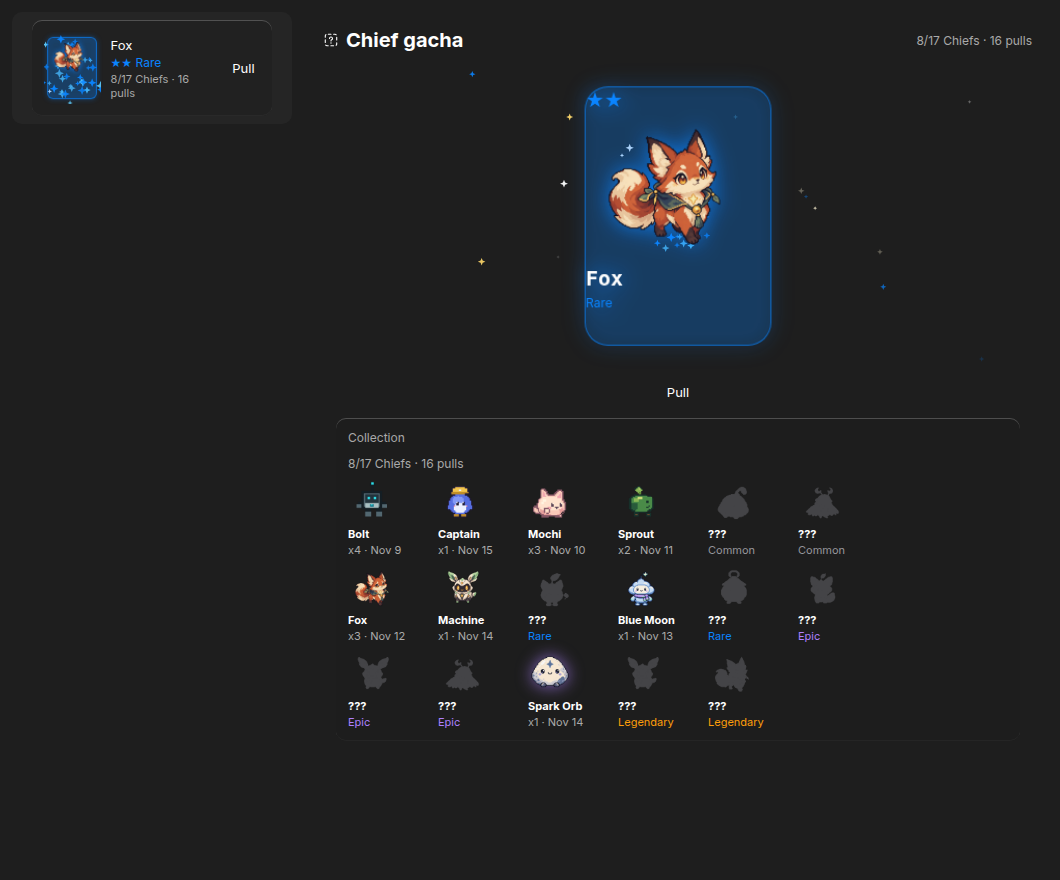 Fox
★★ Rare
8/17 Chiefs · 16
pulls
Pull
Chief gacha
8/17 Chiefs · 16 pulls
★★
Fox
Rare
Pull
Collection
8/17 Chiefs · 16 pulls
Bolt Captain Mochi Sprout ??? ???
x4 · Nov 9 x1 · Nov 15 x3 · Nov 10 x2 · Nov 11 Common Common
Fox Machine ??? Blue Moon ??? ???
x3 · Nov 12 x1 · Nov 14 Rare x1 · Nov 13 Rare Epic
??? ??? Spark Orb ??? ???
Epic Epic x1 · Nov 14 Legendary Legendary